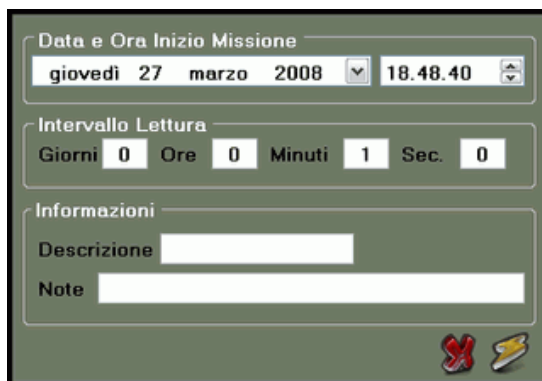 Data e Ora Inizio Missione
giovedì 27 marzo 2008 18.48.40
Intervallo Lettura
Giorni 0 Ore 0 Minuti 1 Sec. 0
Informazioni
Descrizione
Note